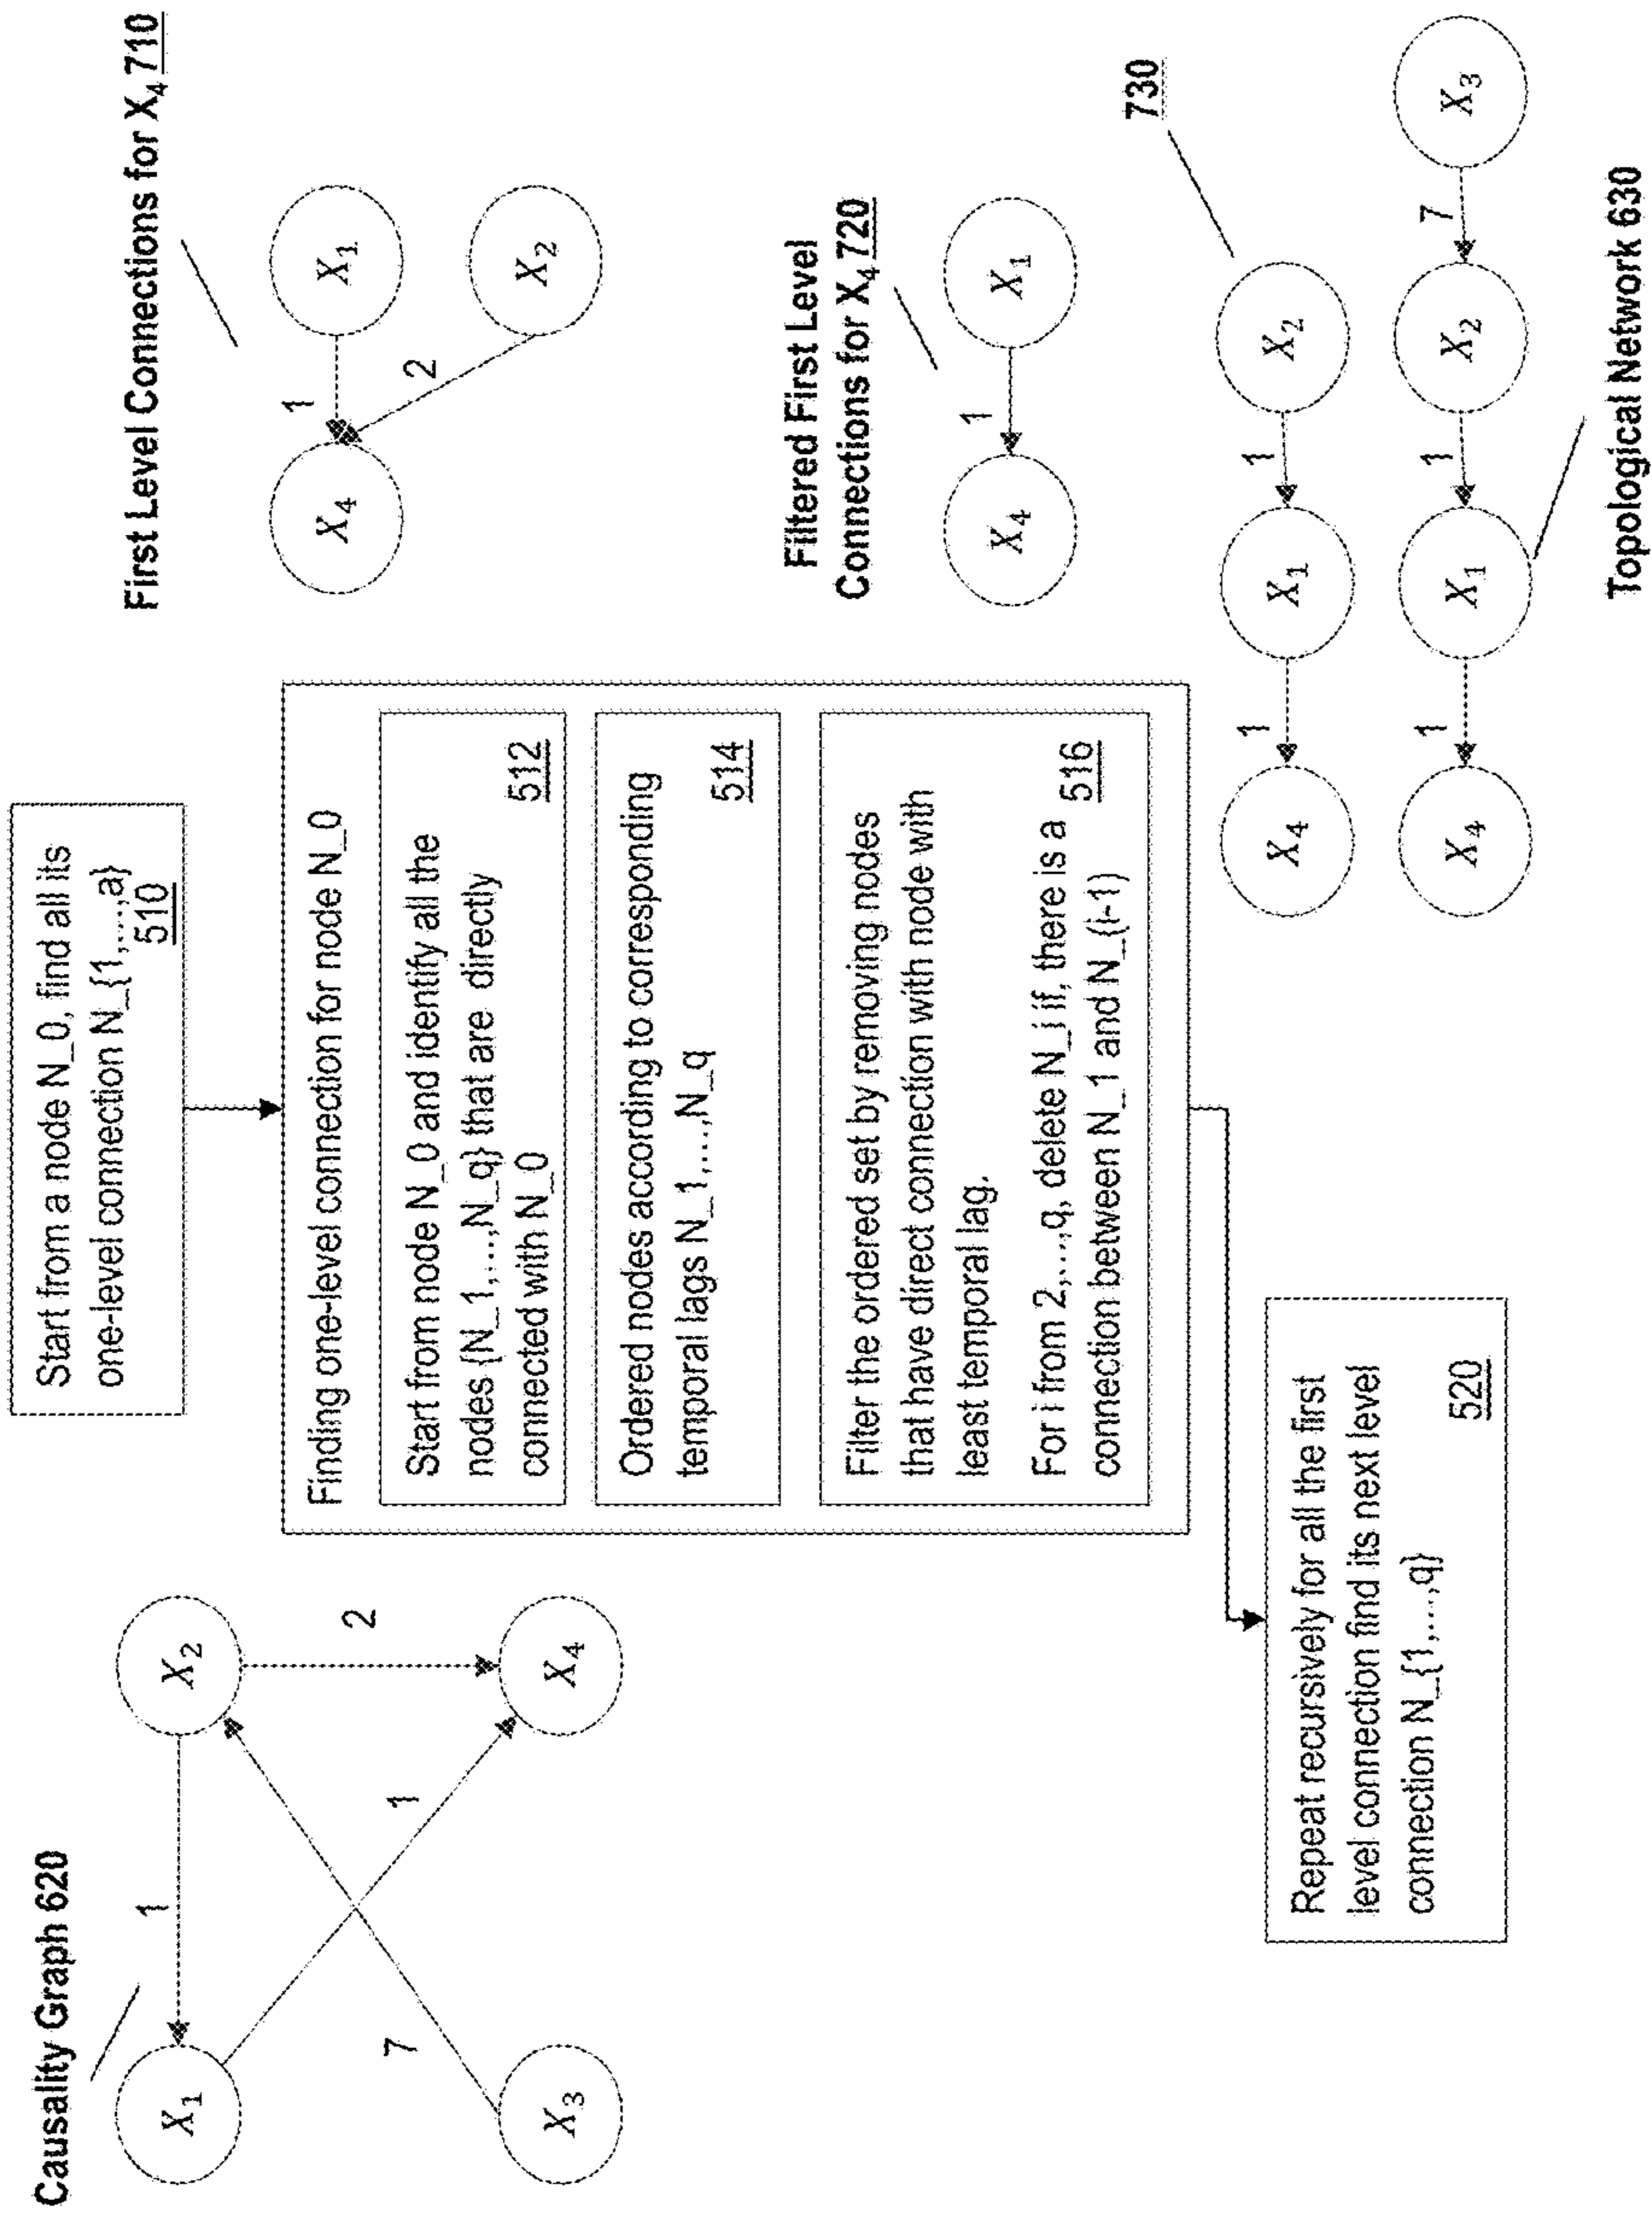 Causality Graph 620
X1
X2
X3
X4
1
2
1
7
Start from a node N_0, find all its
one-level connection N_{1,...,a}
510
Finding one-level connection for node N_0
Start from node N_0 and identify all the
nodes {N_1,...,N_q} that are directly
connected with N_0
512
Ordered nodes according to corresponding
temporal lags N_1,...,N_q
514
Filter the ordered set by removing nodes
that have direct connection with node with
least temporal lag.
For i from 2,...,q, delete N_i if, there is a
connection between N_1 and N_(i-1)
516
Repeat recursively for all the first
level connection find its next level
connection N_{1,...,q}
520
First Level Connections for X4 710
X4
1
X1
2
X2
Filtered First Level
Connections for X4 720
X4
1
X1
730
X4
1
X1
1
X2
X4
1
X1
1
X2
7
X3
Topological Network 630